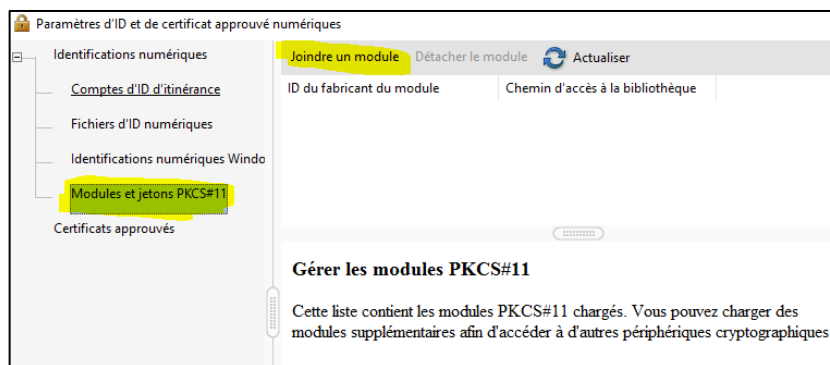 Paramètres d'ID et de certificat approuvé numériques
Identifications numériques
Joindre un module Détacher le module Actualiser
Comptes d'ID d'itinérance
ID du fabricant du module Chemin d'accès à la bibliothèque
Fichiers d'ID numériques
Identifications numériques Windo
Modules et jetons PKCS#11
Certificats approuvés
Gérer les modules PKCS#11
Cette liste contient les modules PKCS#11 chargés. Vous pouvez charger des
modules supplémentaires afin d'accéder à d'autres périphériques cryptographiques